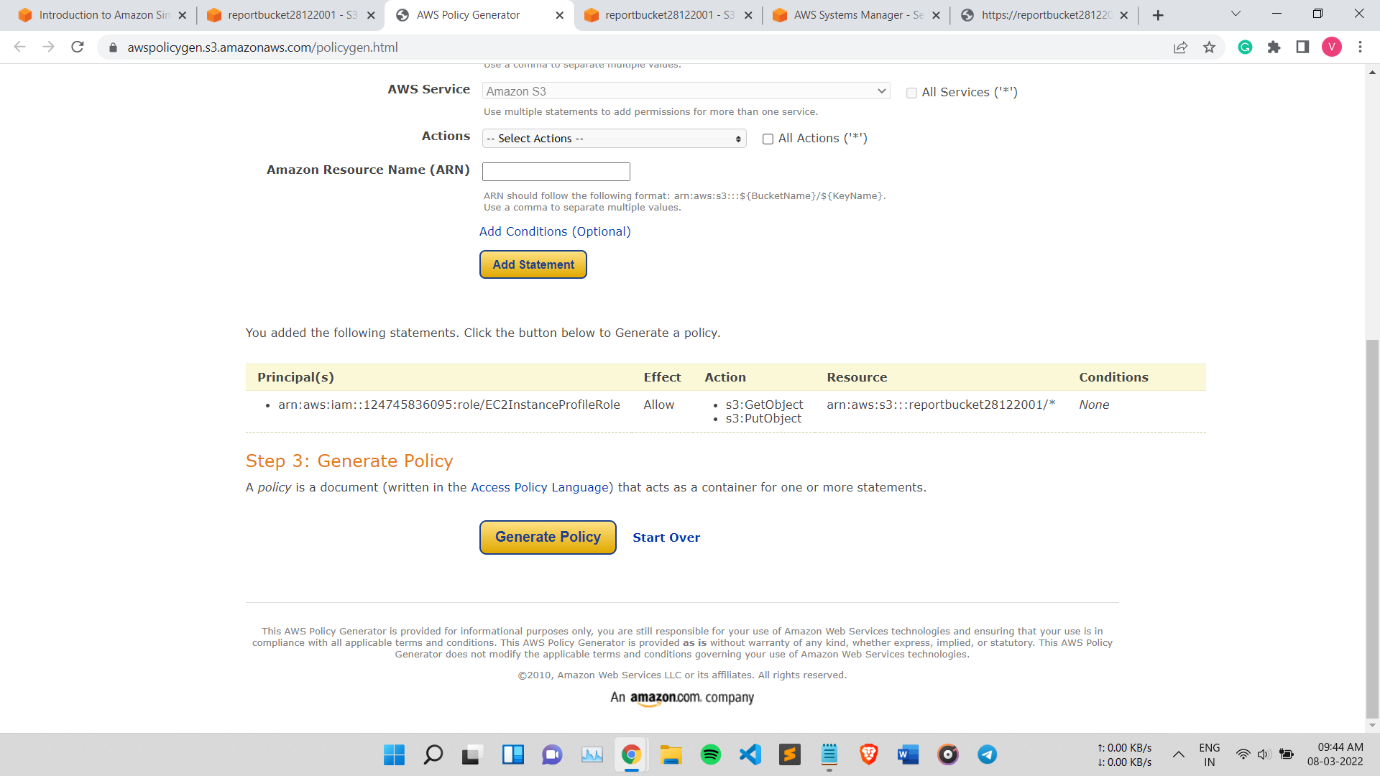 Introduction to Amazon Sim
reportbucket28122001 - S3
AWS Policy Generator
reportbucket28122001 - S3
AWS Systems Manager - Se
https://reportbucket28122
awspolicygen.s3.amazonaws.com/policygen.html
V
Use a comma to separate multiple values.
AWS Service
Amazon S3
All Services ('*')
Use multiple statements to add permissions for more than one service.
Actions
-- Select Actions --
All Actions ('*')
Amazon Resource Name (ARN)
ARN should follow the following format: arn:aws:s3:::${BucketName}/${KeyName}.
Use a comma to separate multiple values.
Add Conditions (Optional)
Add Statement
You added the following statements. Click the button below to Generate a policy.
Principal(s) Effect Action Resource Conditions
• arn:aws:iam::124745836095:role/EC2InstanceProfileRole Allow • s3:GetObject arn:aws:s3:::reportbucket28122001/* None
• s3:PutObject
Step 3: Generate Policy
A policy is a document (written in the Access Policy Language) that acts as a container for one or more statements.
Generate Policy Start Over
This AWS Policy Generator is provided for informational purposes only, you are still responsible for your use of Amazon Web Services technologies and ensuring that your use is in
compliance with all applicable terms and conditions. This AWS Policy Generator is provided as is without warranty of any kind, whether express, implied, or statutory. This AWS Policy
Generator does not modify the applicable terms and conditions governing your use of Amazon Web Services technologies.
©2010, Amazon Web Services LLC or its affiliates. All rights reserved.
An amazon.com. company
↑: 0.00 KB/s
↓: 0.00 KB/s
ENG
IN
09:44 AM
08-03-2022